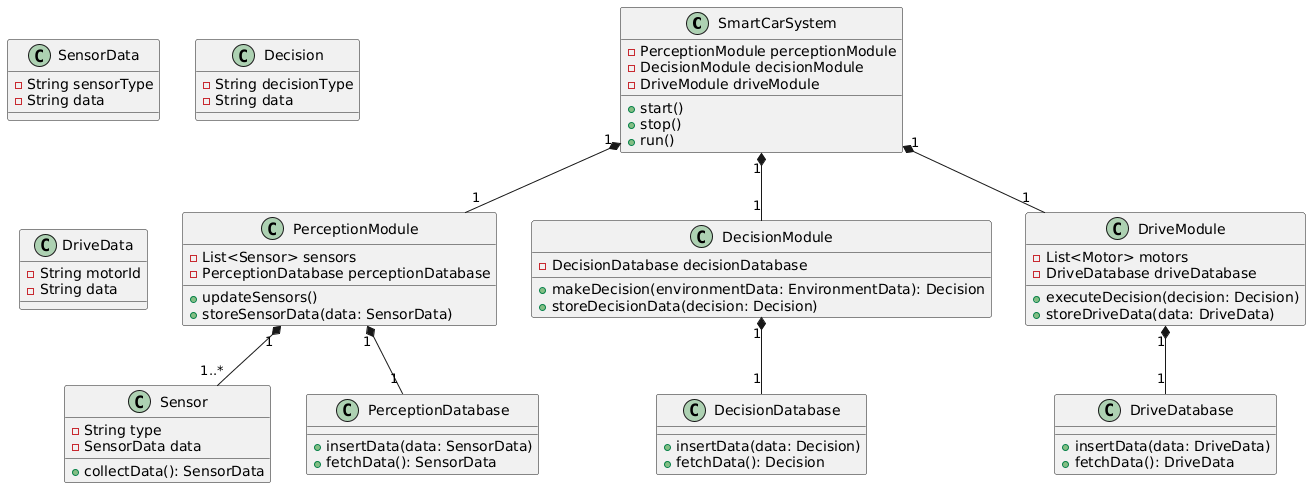 C SmartCarSystem
PerceptionModule perceptionModule
DecisionModule decisionModule
DriveModule driveModule
start()
stop()
run()
C SensorData
String sensorType
String data
C Decision
String decisionType
String data
1
1
1
1
1
1
C DriveData
String motorId
String data
C PerceptionModule
List<Sensor> sensors
PerceptionDatabase perceptionDatabase
updateSensors()
storeSensorData(data: SensorData)
C DecisionModule
DecisionDatabase decisionDatabase
makeDecision(environmentData: EnvironmentData): Decision
storeDecisionData(decision: Decision)
C DriveModule
List<Motor> motors
DriveDatabase driveDatabase
executeDecision(decision: Decision)
storeDriveData(data: DriveData)
1
1
1
1
1..*
1
1
1
C Sensor
String type
SensorData data
collectData(): SensorData
C PerceptionDatabase
insertData(data: SensorData)
fetchData(): SensorData
C DecisionDatabase
insertData(data: Decision)
fetchData(): Decision
C DriveDatabase
insertData(data: DriveData)
fetchData(): DriveData